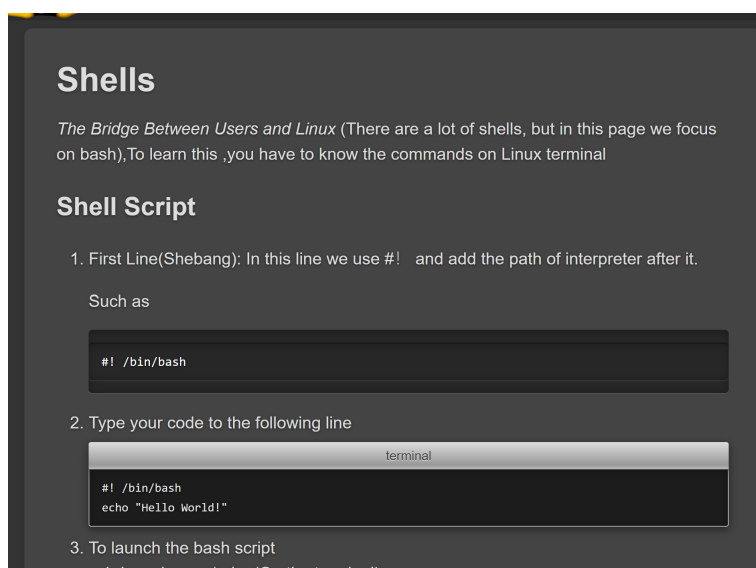 Shells
The Bridge Between Users and Linux (There are a lot of shells, but in this page we focus
on bash),To learn this ,you have to know the commands on Linux terminal
Shell Script
1. First Line(Shebang): In this line we use #！ and add the path of interpreter after it.
Such as
#! /bin/bash
2. Type your code to the following line
terminal
#! /bin/bash
echo "Hello World!"
3. To launch the bash script